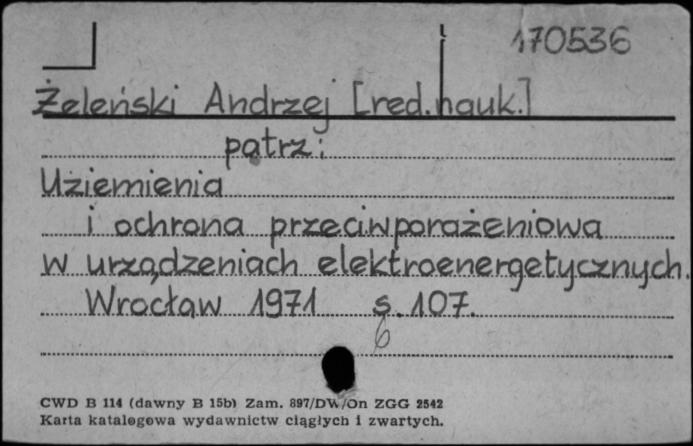 170536
Żeleński Andrzej [red.nauk.]
patrz:
Uziemienia
i ochrona przeciwporażeniowa
w urządzeniach elektroenergetycznych.
Wrocław 1971 s. 107.
6
CWD B 114 (dawny B 15b) Zam. 897/DW/On ZGG 2542
Karta katalogowa wydawnictw ciągłych i zwartych.